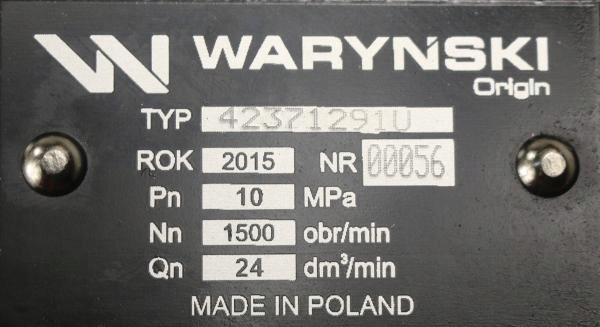 WARYŃSKI
Origin
TYP 42371291U
ROK 2015 NR 00056
Pn 10 MPa
Nn 1500 obr/min
Qn 24 dm³/min
MADE IN POLAND